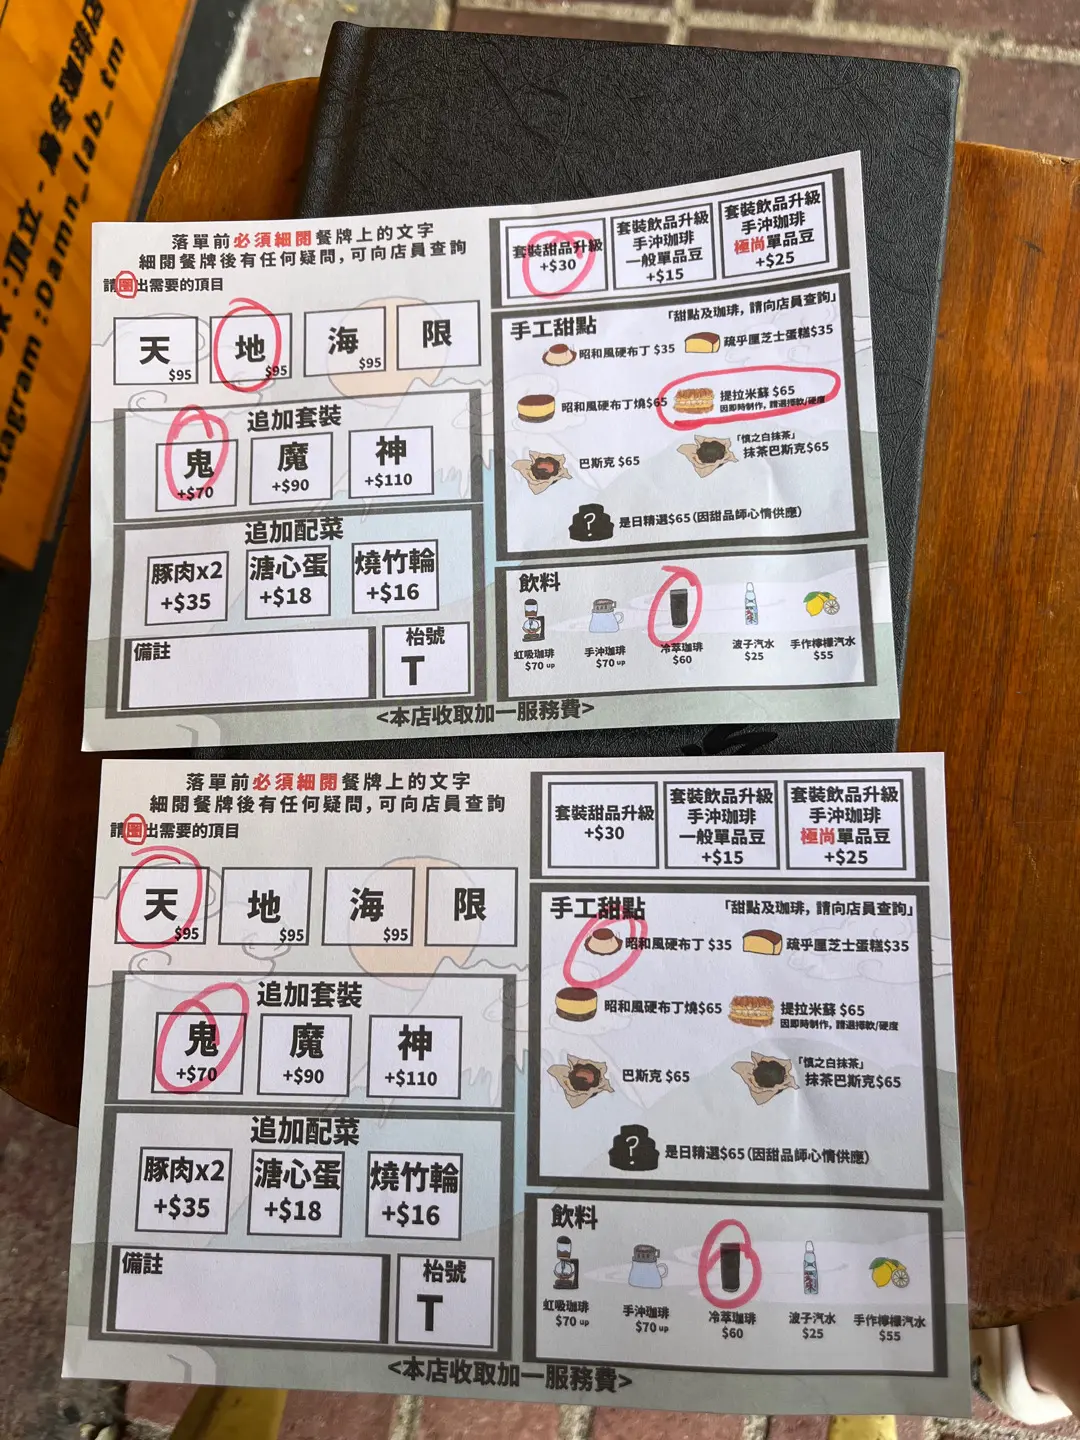 頂立 - 烏冬咖啡店
stagram :Damn_lab_tm
落單前必須細閱餐牌上的文字
細閱餐牌後有任何疑問,可向店員查詢
請圈出需要的頂目
天
$95
地
$95
海
$95
限
追加套裝
鬼
+$70
魔
+$90
神
+$110
追加配菜
豚肉x2
+$35
溏心蛋
+$18
燒竹輪
+$16
備註
枱號
T
套裝甜品升級
+$30
套裝飲品升級
手沖咖啡
一般單品豆
+$15
套裝飲品升級
手沖咖啡
極尚單品豆
+$25
手工甜點
「甜點及咖啡，請向店員查詢」
昭和風硬布丁 $35
疏乎厘芝士蛋糕$35
昭和風硬布丁燒$65
提拉米蘇 $65
因即時制作，請選擇軟/硬度
巴斯克 $65
「慎之白抹茶」
抹茶巴斯克$65
?
是日精選$65(因甜品師心情供應)
飲料
虹吸咖啡
$70 up
手沖咖啡
$70 up
冷萃咖啡
$60
波子汽水
$25
手作檸檬汽水
$55
<本店收取加一服務費>
落單前必須細閱餐牌上的文字
細閱餐牌後有任何疑問,可向店員查詢
請圈出需要的頂目
天
$95
地
$95
海
$95
限
追加套裝
鬼
+$70
魔
+$90
神
+$110
追加配菜
豚肉x2
+$35
溏心蛋
+$18
燒竹輪
+$16
備註
枱號
T
套裝甜品升級
+$30
套裝飲品升級
手沖咖啡
一般單品豆
+$15
套裝飲品升級
手沖咖啡
極尚單品豆
+$25
手工甜點
「甜點及咖啡，請向店員查詢」
昭和風硬布丁 $35
疏乎厘芝士蛋糕$35
昭和風硬布丁燒$65
提拉米蘇 $65
因即時制作，請選擇軟/硬度
巴斯克 $65
「慎之白抹茶」
抹茶巴斯克$65
?
是日精選$65(因甜品師心情供應)
飲料
虹吸咖啡
$70 up
手沖咖啡
$70 up
冷萃咖啡
$60
波子汽水
$25
手作檸檬汽水
$55
<本店收取加一服務費>